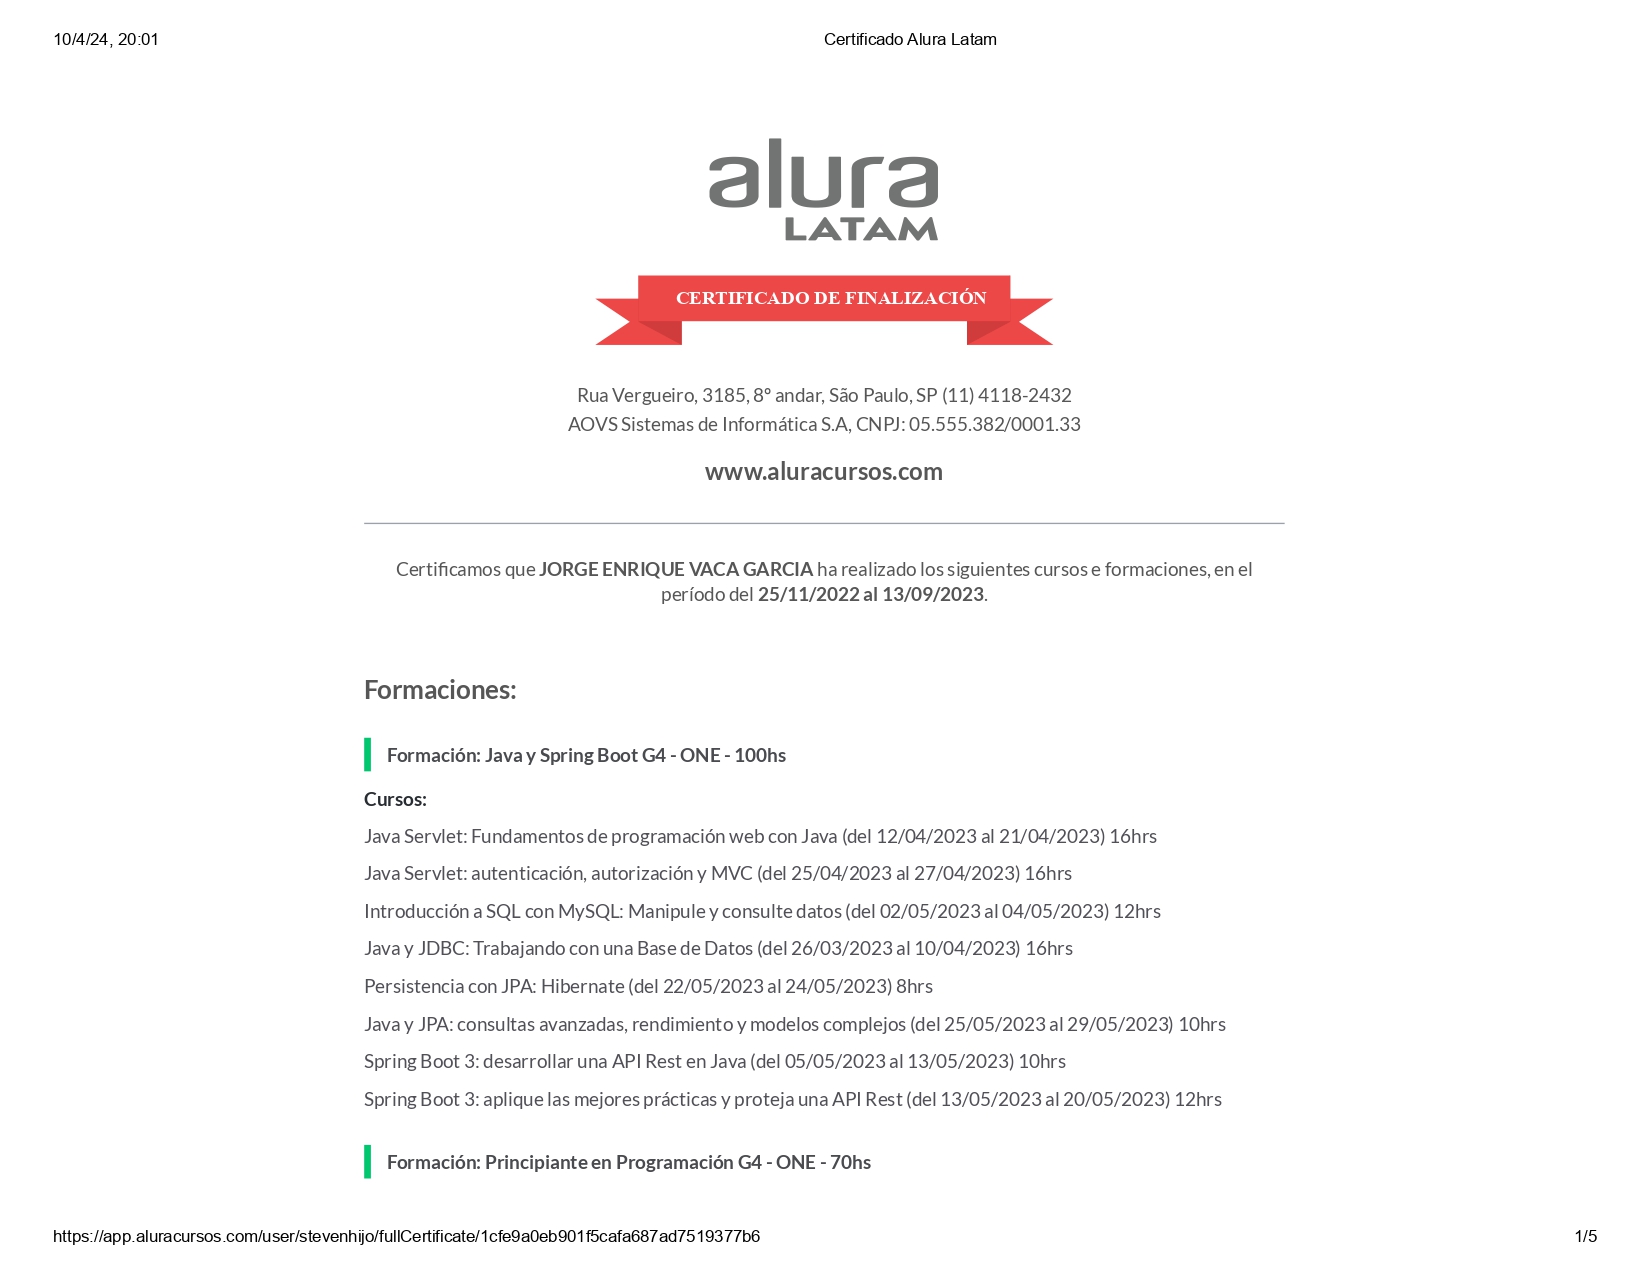 10/4/24, 20:01
Certificado Alura Latam
alura
LATAM
CERTIFICADO DE FINALIZACIÓN
Rua Vergueiro, 3185, 8º andar, São Paulo, SP (11) 4118-2432
AOVS Sistemas de Informática S.A, CNPJ: 05.555.382/0001.33
www.aluracursos.com
Certificamos que JORGE ENRIQUE VACA GARCIA ha realizado los siguientes cursos e formaciones, en el
período del 25/11/2022 al 13/09/2023.
Formaciones:
Formación: Java y Spring Boot G4 - ONE - 100hs
Cursos:
Java Servlet: Fundamentos de programación web con Java (del 12/04/2023 al 21/04/2023) 16hrs
Java Servlet: autenticación, autorización y MVC (del 25/04/2023 al 27/04/2023) 16hrs
Introducción a SQL con MySQL: Manipule y consulte datos (del 02/05/2023 al 04/05/2023) 12hrs
Java y JDBC: Trabajando con una Base de Datos (del 26/03/2023 al 10/04/2023) 16hrs
Persistencia con JPA: Hibernate (del 22/05/2023 al 24/05/2023) 8hrs
Java y JPA: consultas avanzadas, rendimiento y modelos complejos (del 25/05/2023 al 29/05/2023) 10hrs
Spring Boot 3: desarrollar una API Rest en Java (del 05/05/2023 al 13/05/2023) 10hrs
Spring Boot 3: aplique las mejores prácticas y proteja una API Rest (del 13/05/2023 al 20/05/2023) 12hrs
Formación: Principiante en Programación G4 - ONE - 70hs
https://app.aluracursos.com/user/stevenhijo/fullCertificate/1cfe9a0eb901f5cafa687ad7519377b6
1/5